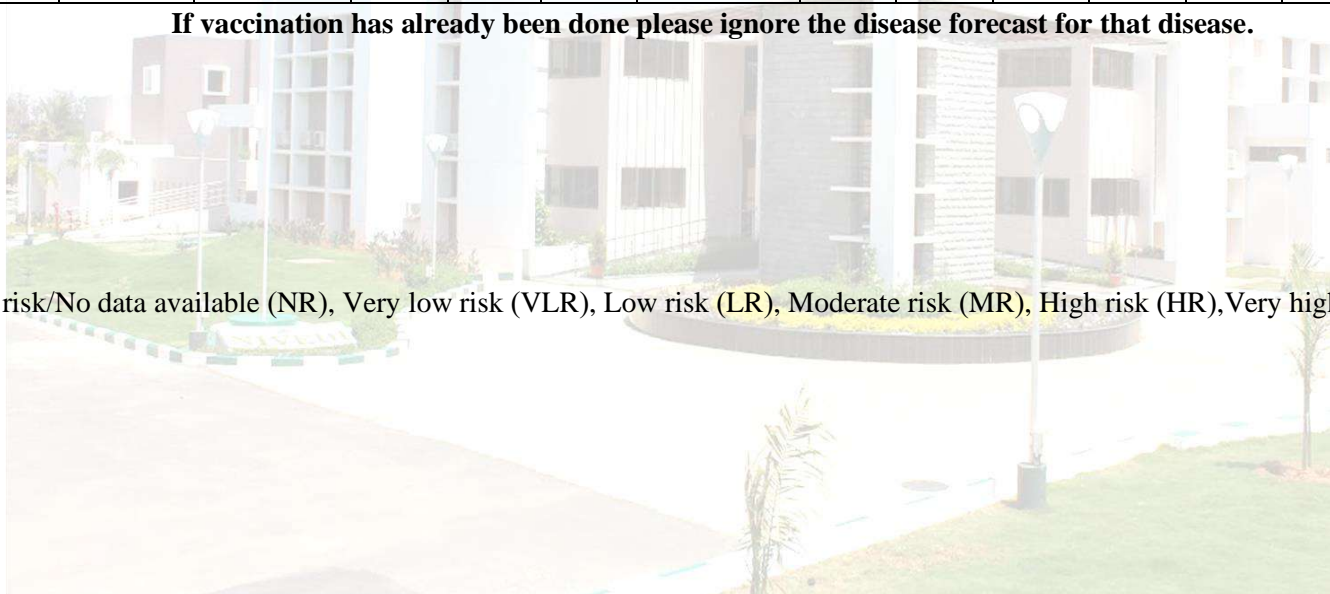 If vaccination has already been done please ignore the disease forecast for that disease.
risk/No data available (NR), Very low risk (VLR), Low risk (LR), Moderate risk (MR), High risk (HR),Very